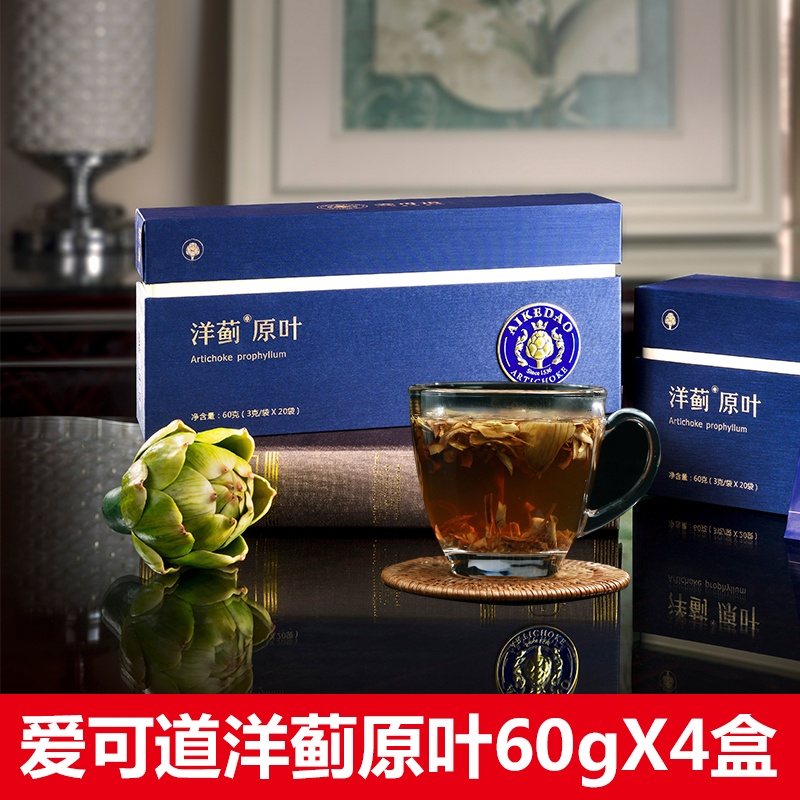 洋蓟 原叶
Artichoke prophyllum
净含量:60克(3克/袋X20袋)
AIKEDAO
Since 1536
ARTICHOKE
洋蓟 原叶
Artichoke prophyllum
净含量:60克(3克/袋X20袋)
爱可道洋蓟原叶60gX4盒